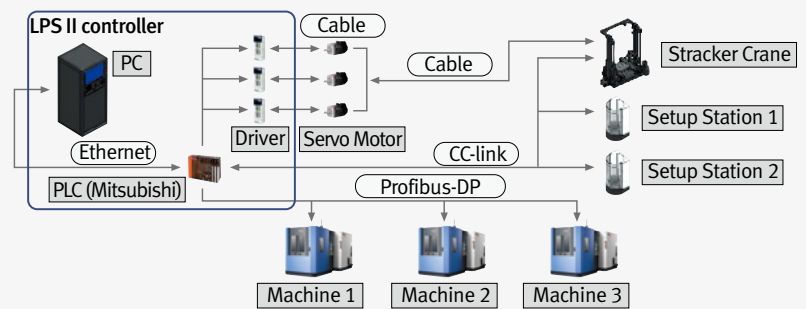 LPS II controller
PC
Cable
Cable
Stracker Crane
Driver
Servo Motor
Setup Station 1
Ethernet
CC-link
PLC (Mitsubishi)
Setup Station 2
Profibus-DP
Machine 1
Machine 2
Machine 3